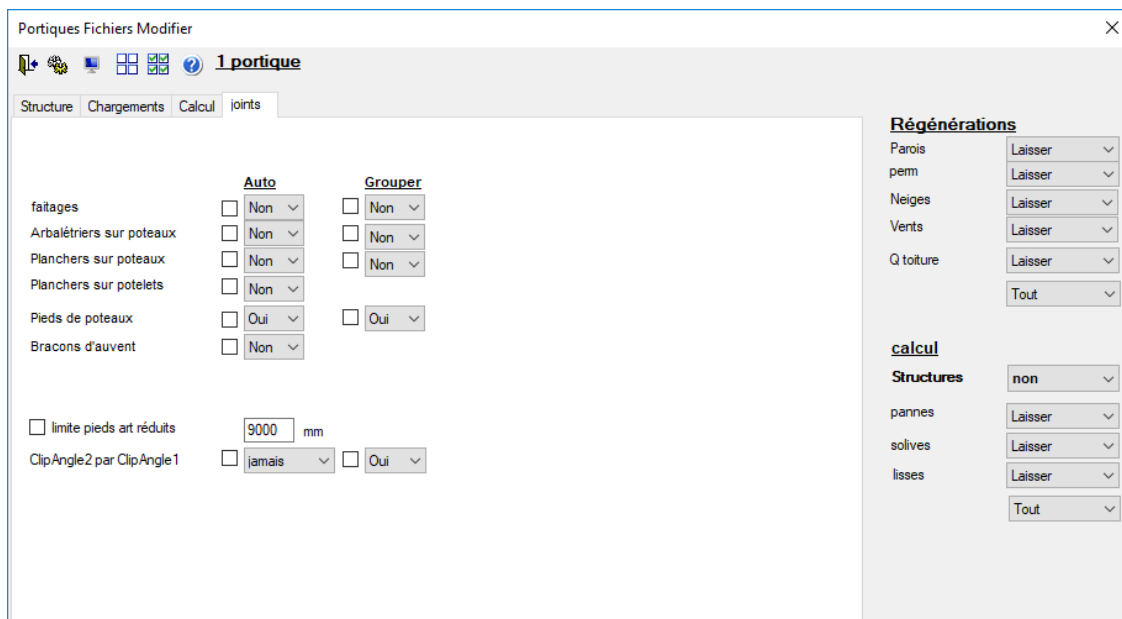 Portiques Fichiers Modifier
1 portique
Structure Chargements Calcul joints
Auto Grouper
faitages Non Non
Arbalétriers sur poteaux Non Non
Planchers sur poteaux Non Non
Planchers sur potelets Non
Pieds de poteaux Oui Oui
Bracons d'auvent Non
limite pieds art réduits 9000 mm
ClipAngle2 par ClipAngle1 jamais Oui
Régénérations
Parois Laisser
perm Laisser
Neiges Laisser
Vents Laisser
Q toiture Laisser
Tout
calcul
Structures non
pannes Laisser
solives Laisser
lisses Laisser
Tout